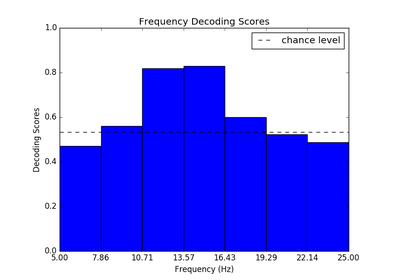 Frequency Decoding Scores
chance level
1.0
0.8
0.6
0.4
0.2
0.0
Decoding Scores
5.00 7.86 10.71 13.57 16.43 19.29 22.14 25.00
Frequency (Hz)